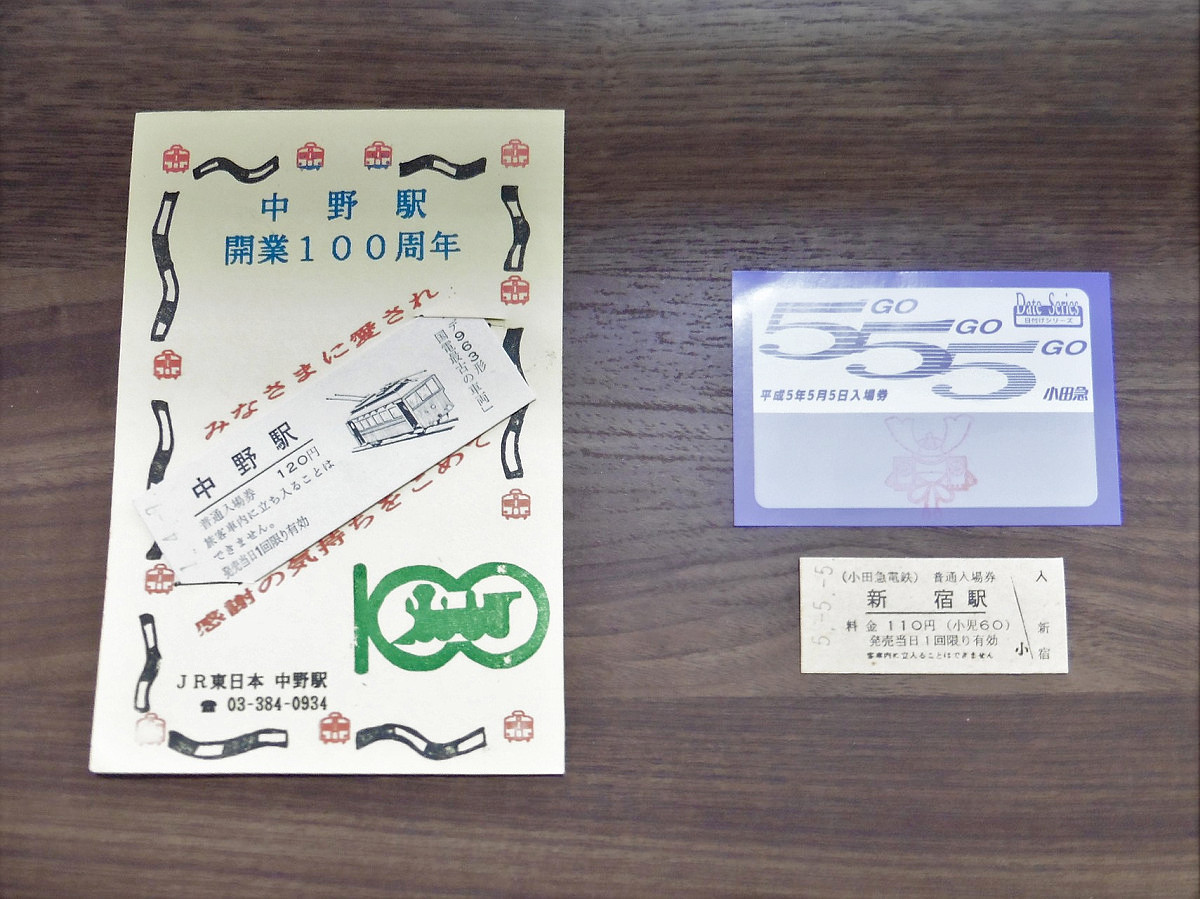 中野駅
開業100周年
みなさまに愛され
感謝の気持ちをこめて
デ963形
国電最古の車両
中野駅
普通入場券 120円
旅客車内に立ち入ることは
できません。
発売当日1回限り有効
100
JR東日本 中野駅
☎ 03-384-0934
5 GO
5 GO
5 GO
Date Series
日付けシリーズ
平成5年5月5日入場券
小田急
5.-5.-5
(小田急電鉄) 普通入場券
新宿駅
料金 110円 (小児60)
発売当日1回限り有効
客車内に立入ることはできません
小
入
新宿